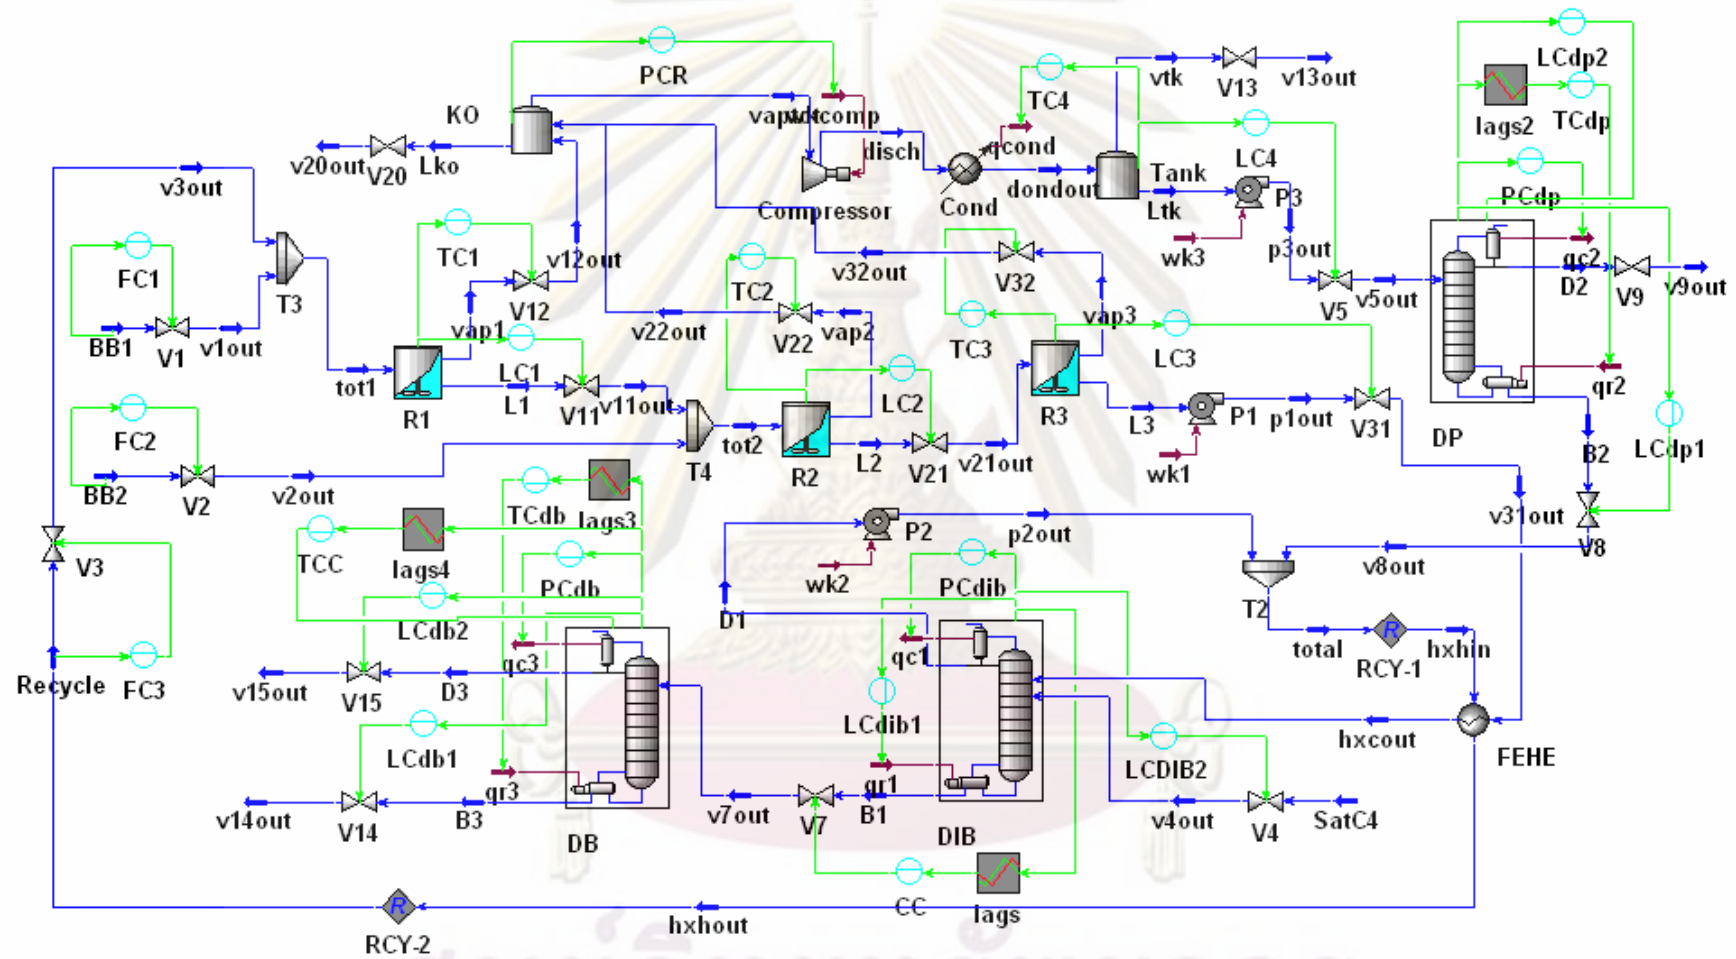 LCdp2
PCR
KO
vtk
V13
v13out
TC4
lags2
TCdp
qcond
disch
LC4
v20out
V20
Lko
v3out
Compressor
Cond
dondout
Tank
Ltk
P3
PCdp
wk3
p3out
TC1
v12out
FC1
T3
V12
TC2
v32out
V32
V5
v5out
qc2
D2
V9
v9out
BB1
V1
v1out
vap1
v22out
V22
vap2
vap3
TC3
LC3
tot1
R1
LC1
L1
V11
v11out
LC2
R3
L3
P1
p1out
V31
qr2
DP
FC2
T4
tot2
R2
L2
V21
v21out
wk1
B2
LCdp1
BB2
V2
v2out
TCdb
lags3
v31out
V8
V3
TCC
lags4
P2
p2out
v8out
PCdb
wk2
PCdib
T2
LCdb2
D1
total
RCY-1
hxhin
Recycle
FC3
v15out
V15
D3
qc3
qc1
LCdb1
LCdib1
hxcout
FEHE
LCDIB2
qr3
qr1
v14out
V14
B3
DB
v7out
V7
B1
DIB
v4out
V4
SatC4
CC
lags
RCY-2
hxhout
R
R